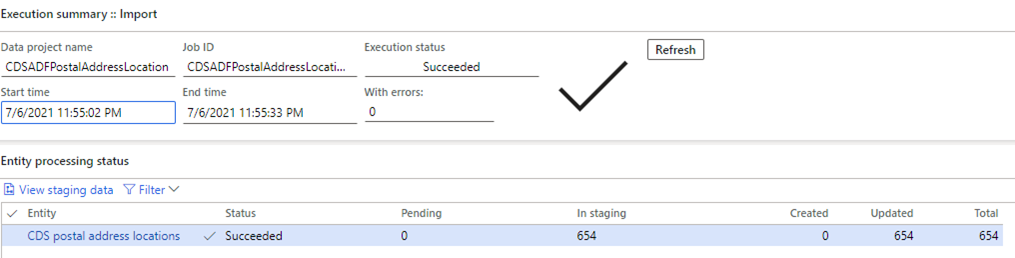 Execution summary :: Import
Data project name Job ID Execution status Refresh
CDSADFPostalAddressLocation CDSADFPostalAddressLocati... Succeeded
Start time End time With errors:
7/6/2021 11:55:02 PM 7/6/2021 11:55:33 PM 0
Entity processing status
View staging data Filter
Entity Status Pending In staging Created Updated Total
CDS postal address locations Succeeded 0 654 0 654 654